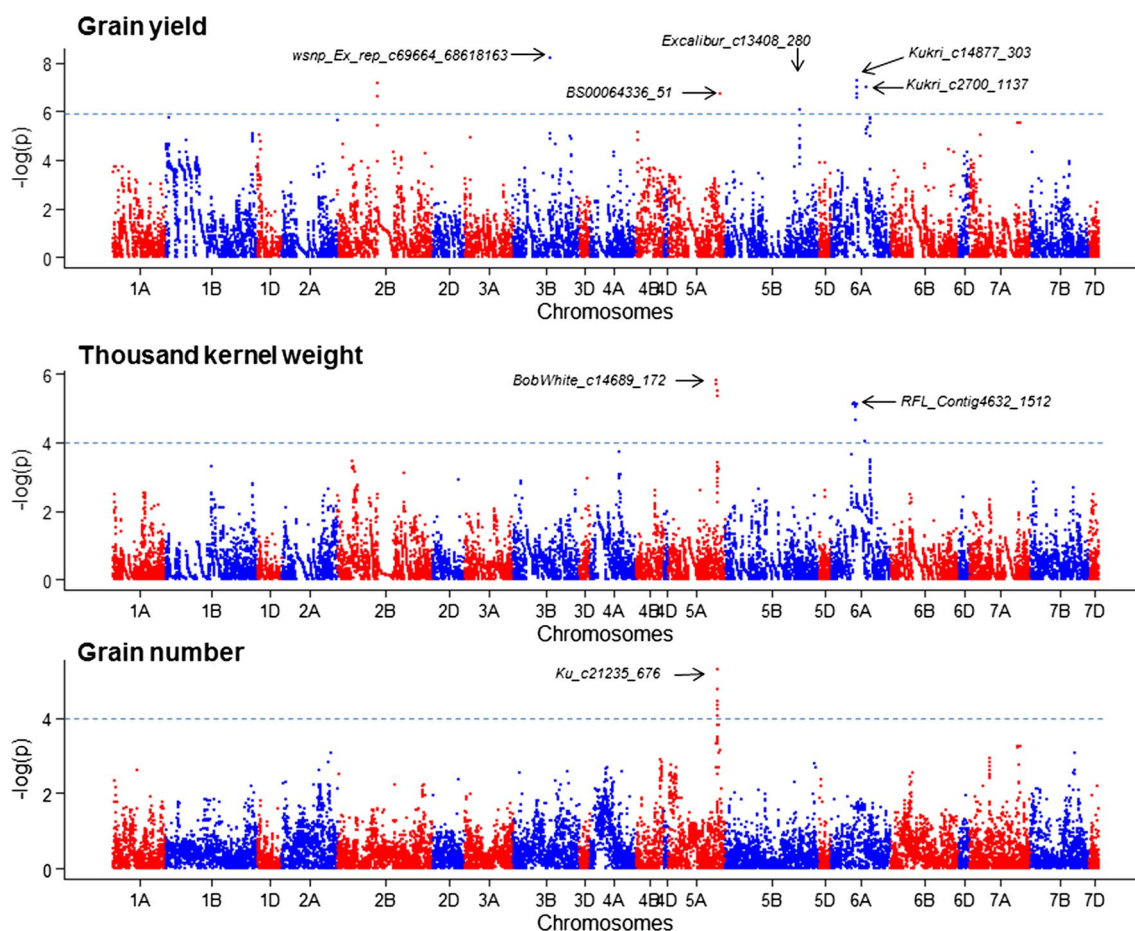 Grain yield
-log(p)
8
6
4
2
0
wsnp_Ex_rep_c69664_68618163
Excalibur_c13408_280
BS00064336_51
Kukri_c14877_303
Kukri_c2700_1137
1A 1B 1D 2A 2B 2D 3A 3B 3D 4A 4B 4D 5A 5B 5D 6A 6B 6D 7A 7B 7D
Chromosomes
Thousand kernel weight
-log(p)
6
4
2
0
BobWhite_c14689_172
RFL_Contig4632_1512
1A 1B 1D 2A 2B 2D 3A 3B 3D 4A 4B 4D 5A 5B 5D 6A 6B 6D 7A 7B 7D
Chromosomes
Grain number
-log(p)
4
2
0
Ku_c21235_676
1A 1B 1D 2A 2B 2D 3A 3B 3D 4A 4B 4D 5A 5B 5D 6A 6B 6D 7A 7B 7D
Chromosomes